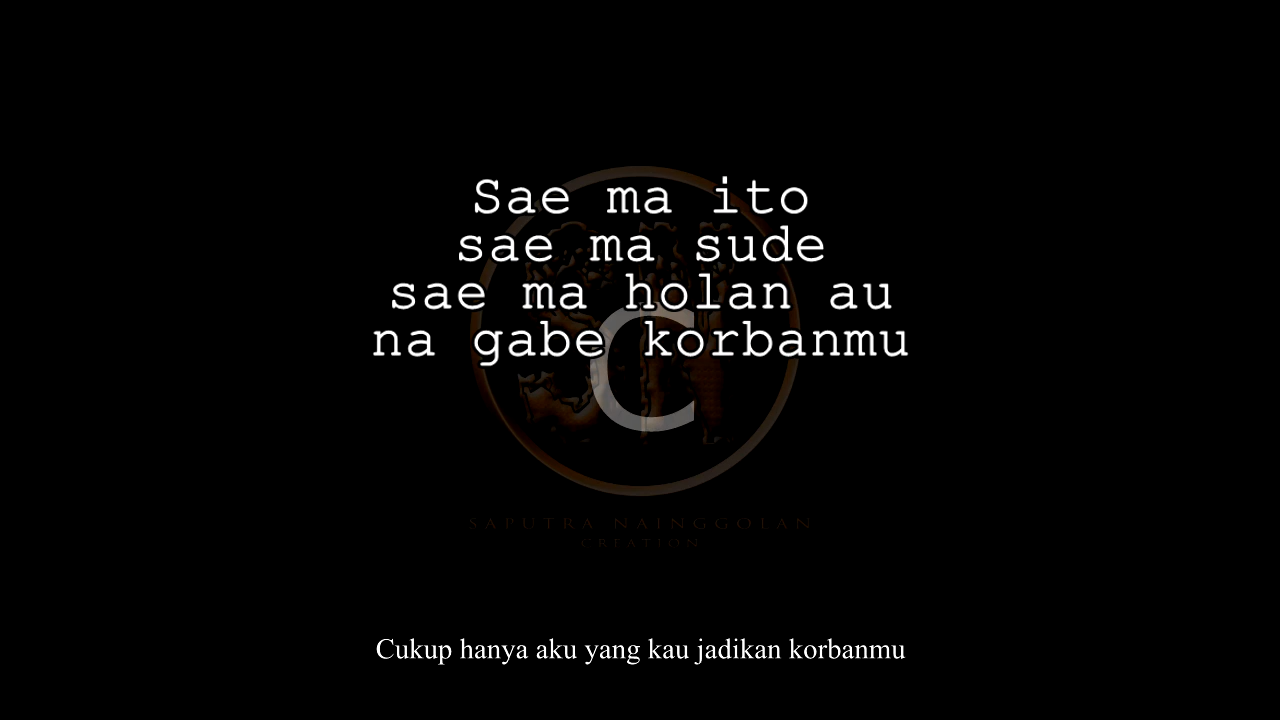 Sae ma ito
sae ma sude
sae ma holan au
na gabe korbanmu
C
SAPUTRA NAINGGOLAN
CREATION
Cukup hanya aku yang kau jadikan korbanmu